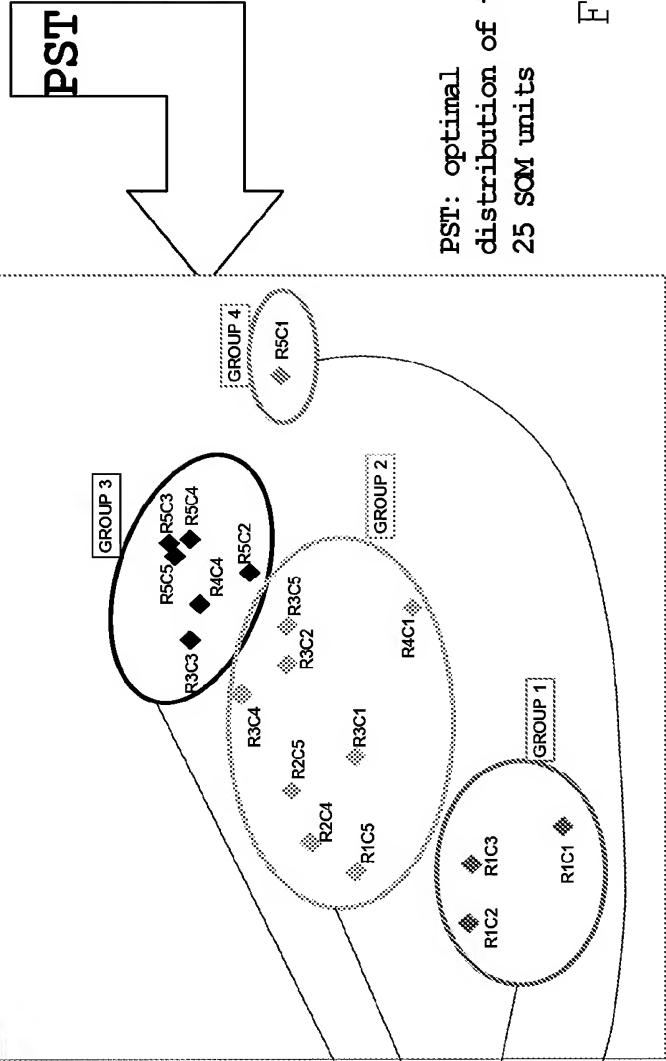 PST
PST: optimal
distribution of
25 SOM units
F
GROUP 4
R5C1
GROUP 3
R5C3
R5C5
R5C4
R4C4
R5C2
R3C3
GROUP 2
R3C5
R3C2
R3C4
R4C1
R2C5
R3C1
R2C4
R1C5
GROUP 1
R1C3
R1C2
R1C1